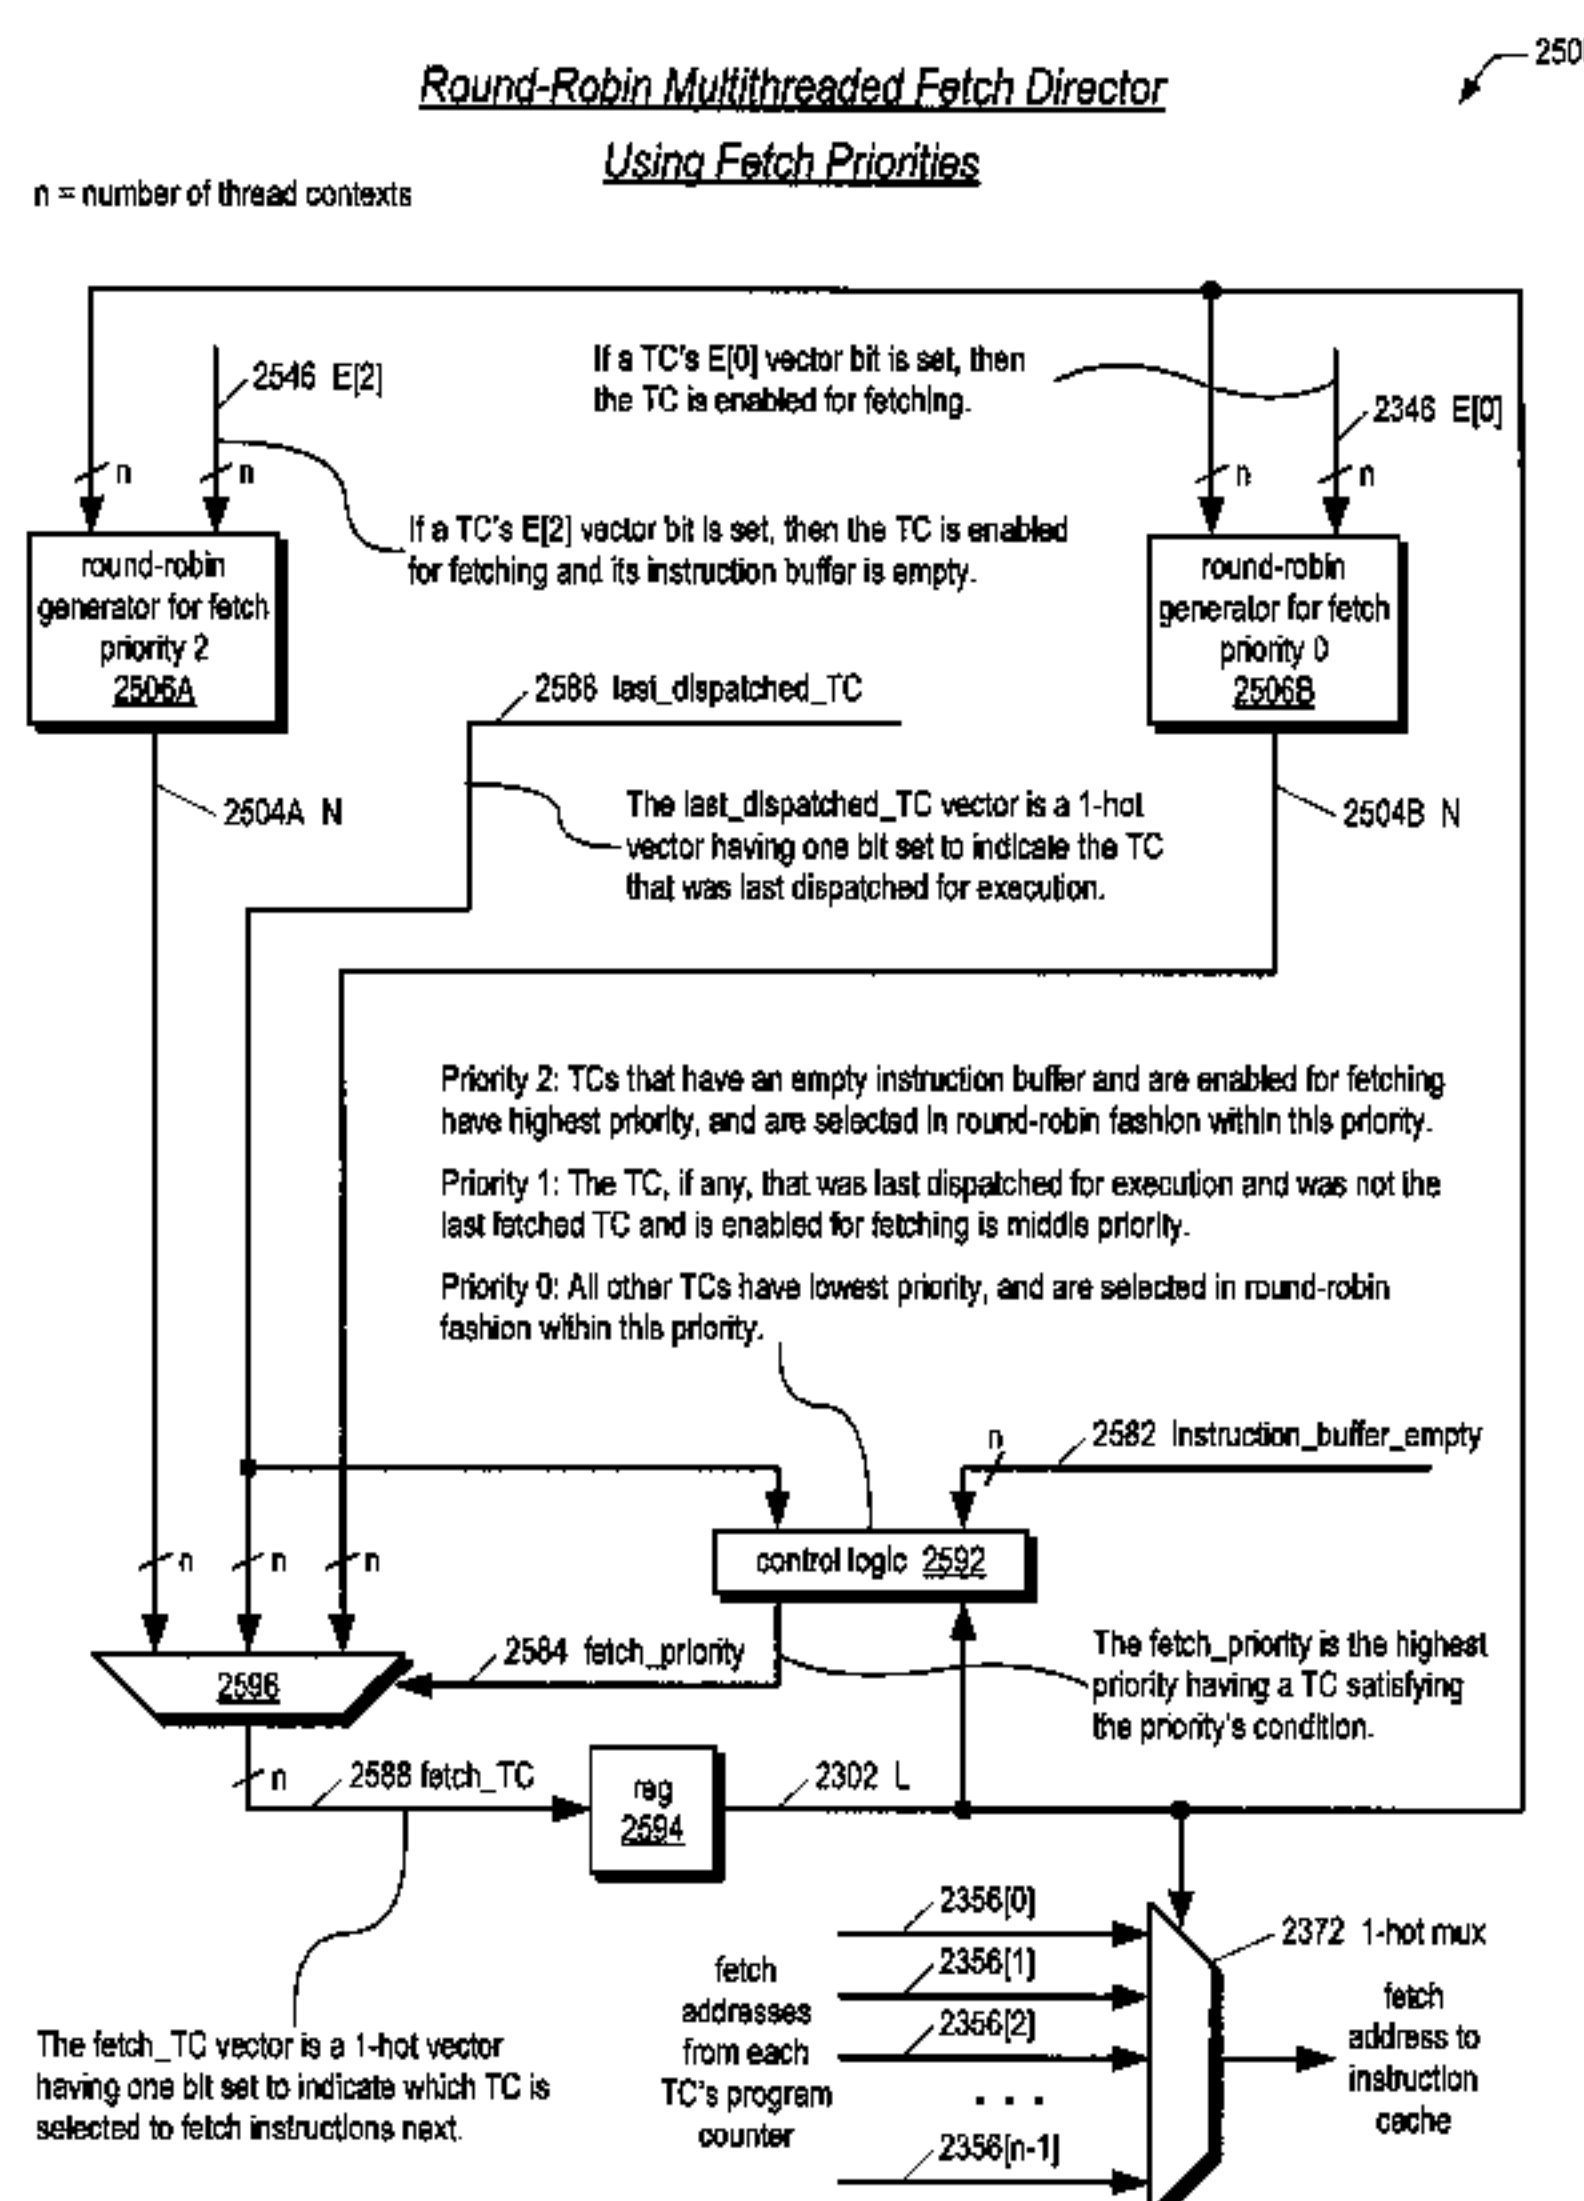 250
Round-Robin Multithreaded Fetch Director
Using Fetch Priorities
n = number of thread contexts
2546 E[2]
If a TC's E[0] vector bit is set, then
the TC is enabled for fetching.
2346 E[0]
n
n
n
n
If a TC's E[2] vector bit is set, then the TC is enabled
for fetching and its instruction buffer is empty.
round-robin
generator for fetch
priority 2
2506A
round-robin
generator for fetch
priority 0
2506B
2586 last_dispatched_TC
2504A N
The last_dispatched_TC vector is a 1-hot
vector having one bit set to indicate the TC
that was last dispatched for execution.
2504B N
Priority 2: TCs that have an empty instruction buffer and are enabled for fetching
have highest priority, and are selected in round-robin fashion within this priority.
Priority 1: The TC, if any, that was last dispatched for execution and was not the
last fetched TC and is enabled for fetching is middle priority.
Priority 0: All other TCs have lowest priority, and are selected in round-robin
fashion within this priority.
n
2582 instruction_buffer_empty
n
n
n
control logic 2592
2584 fetch_priority
The fetch_priority is the highest
priority having a TC satisfying
the priority's condition.
2596
n
2588 fetch_TC
reg
2594
2302 L
2356[0]
2356[1]
2356[2]
. . .
2356[n-1]
fetch
addresses
from each
TC's program
counter
2372 1-hot mux
fetch
address to
instruction
cache
The fetch_TC vector is a 1-hot vector
having one bit set to indicate which TC is
selected to fetch instructions next.